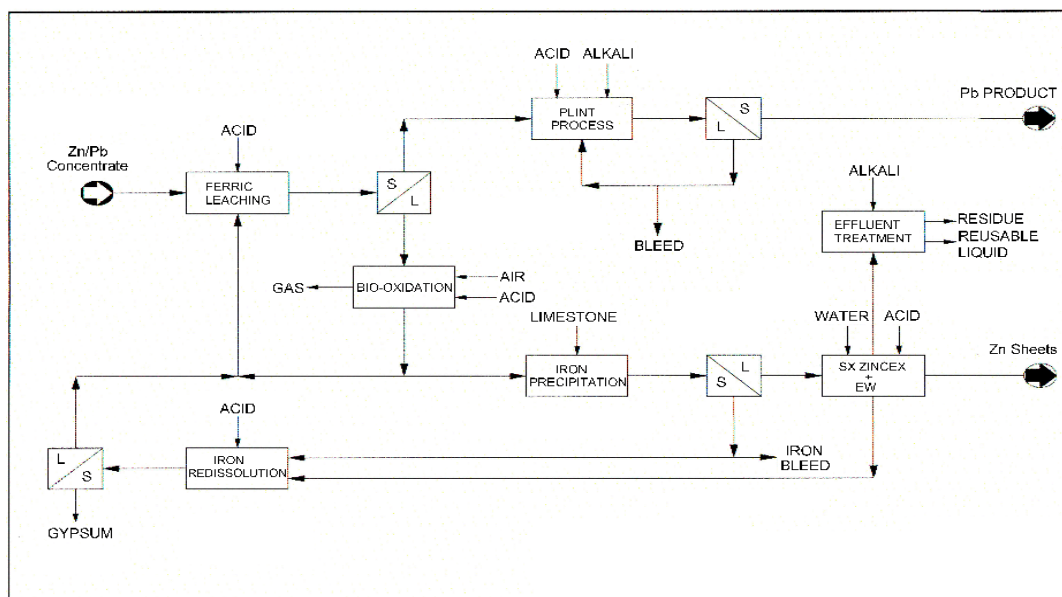 ACID ALKALI
Pb PRODUCT
PLINT
PROCESS
S
L
ACID
Zn/Pb
Concentrate
FERRIC
LEACHING
S
L
ALKALI
EFFLUENT
TREATMENT
RESIDUE
REUSABLE
LIQUID
BLEED
GAS
BIO-OXIDATION
AIR
ACID
LIMESTONE
WATER ACID
Zn Sheets
IRON
PRECIPITATION
L
S
SX ZINCEX
+
EW
ACID
L
S
IRON
REDISSOLUTION
IRON
BLEED
GYPSUM